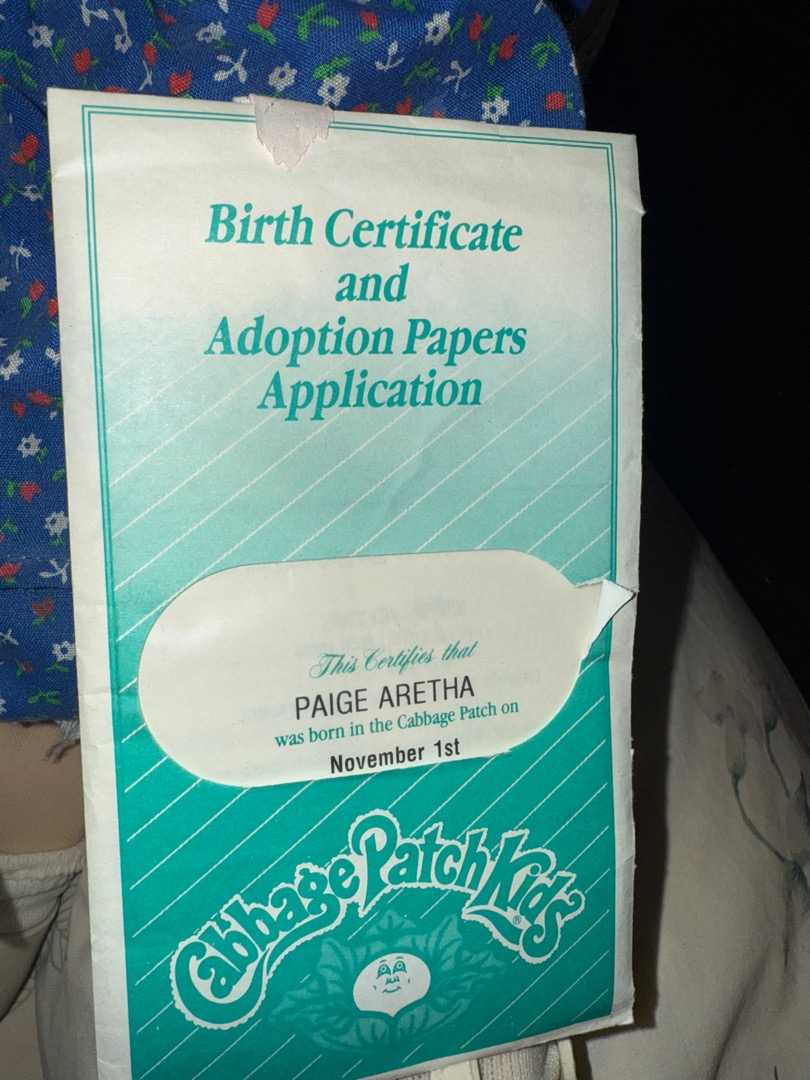 Birth Certificate
and
Adoption Papers
Application
This Certifies that
PAIGE ARETHA
was born in the Cabbage Patch on
November 1st
Cabbage Patch Kids®